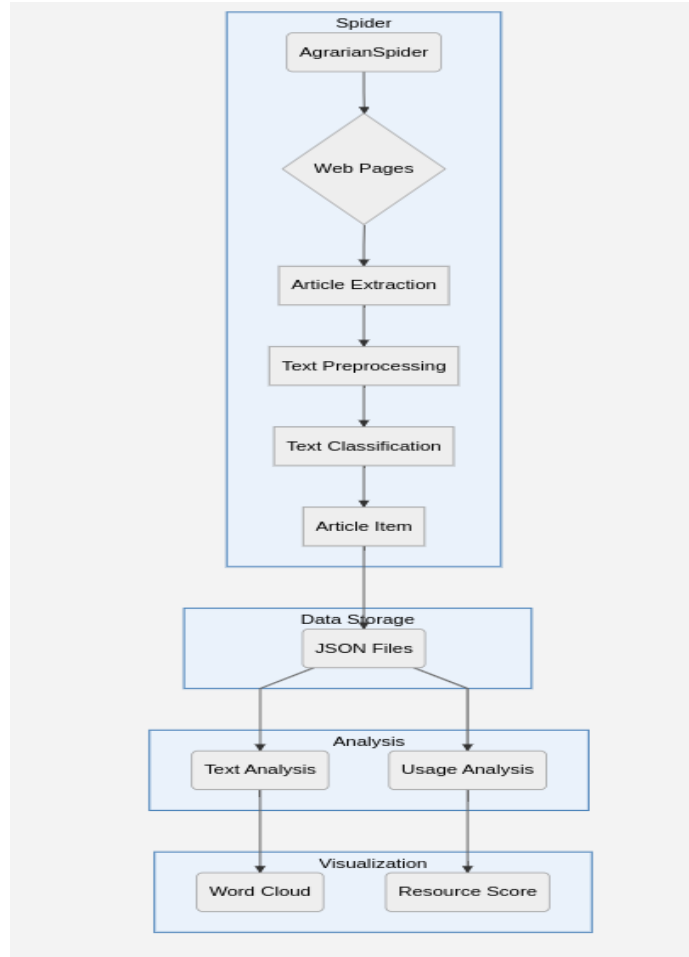 Spider
AgrarianSpider
Web Pages
Article Extraction
Text Preprocessing
Text Classification
Article Item
Data Storage
JSON Files
Analysis
Text Analysis
Usage Analysis
Visualization
Word Cloud
Resource Score